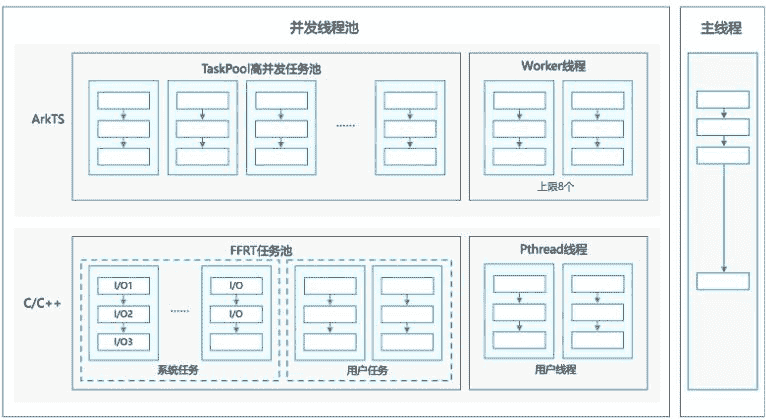 并发线程池
主线程
TaskPool高并发任务池
Worker线程
ArkTS
......
上限8个
FFRT任务池
Pthread线程
C/C++
I/O1
I/O2
I/O3
......
I/O
I/O
系统任务
用户任务
用户线程